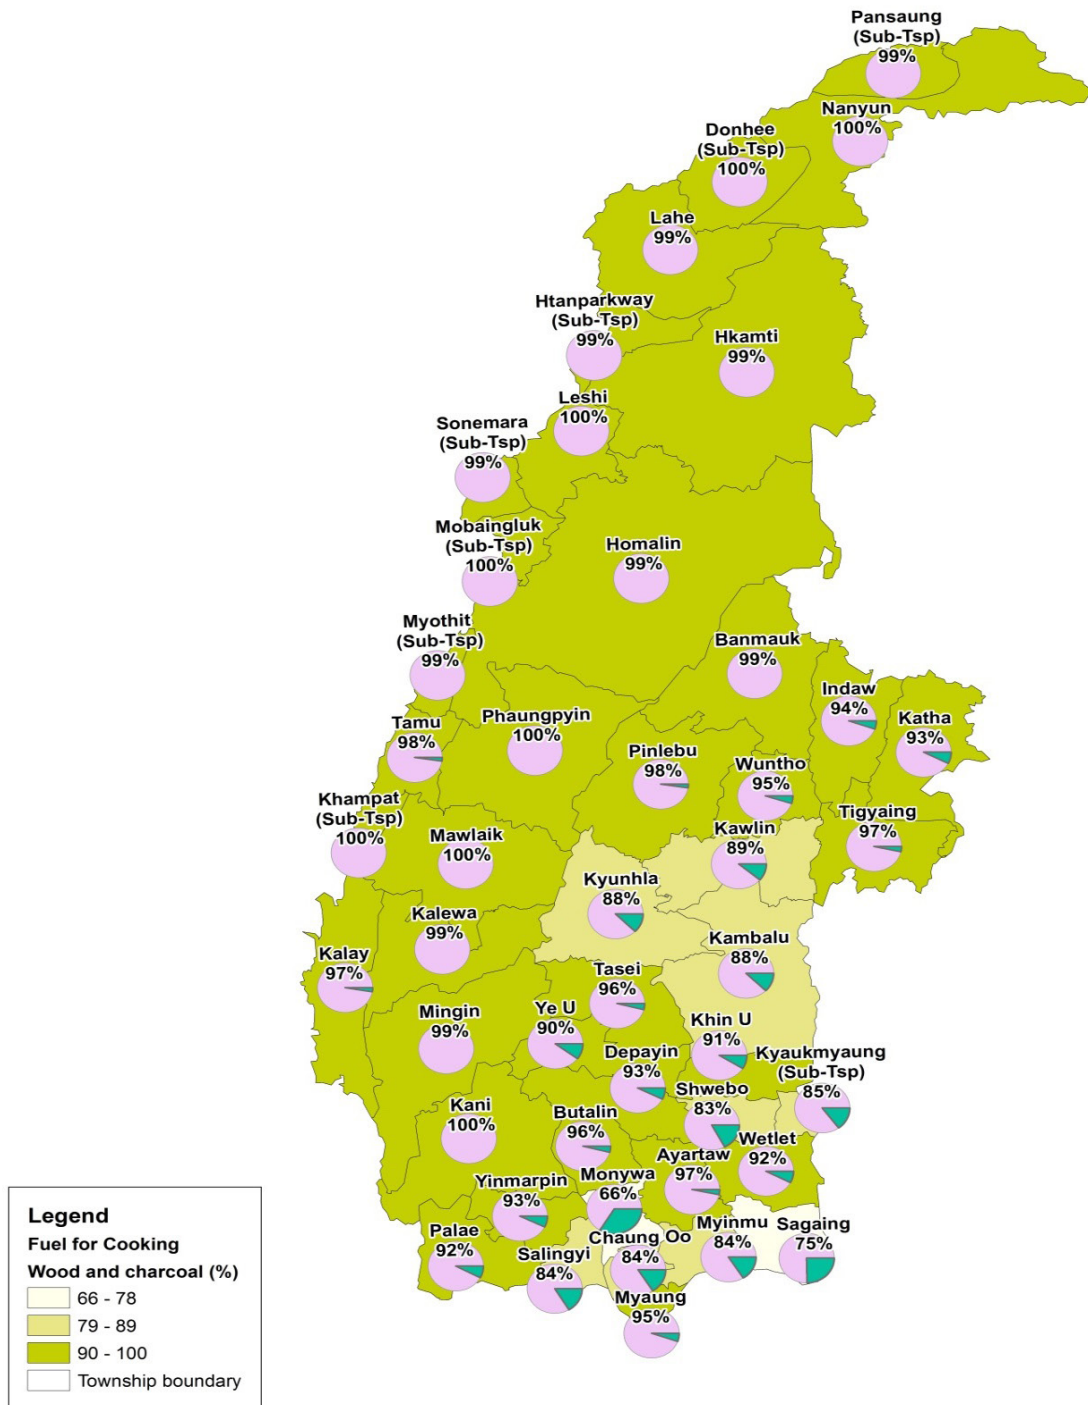 Pansaung
(Sub-Tsp)
99%
Nanyun
100%
Donhee
(Sub-Tsp)
100%
Lahe
99%
Htanparkway
(Sub-Tsp)
99%
Hkamti
99%
Leshi
100%
Sonemara
(Sub-Tsp)
99%
Mobaingluk
(Sub-Tsp)
100%
Homalin
99%
Myothit
(Sub-Tsp)
99%
Banmauk
99%
Indaw
94%
Katha
93%
Tamu
98%
Phaungpyin
100%
Pinlebu
98%
Wuntho
95%
Tigyaing
97%
Khampat
(Sub-Tsp)
100%
Mawlaik
100%
Kawlin
89%
Kyunhla
88%
Kalewa
99%
Kambalu
88%
Kalay
97%
Tasei
96%
Mingin
99%
Ye U
90%
Khin U
91%
Depayin
93%
Kyaukmyaung
(Sub-Tsp)
85%
Shwebo
83%
Kani
100%
Butalin
96%
Wetlet
92%
Ayartaw
97%
Monywa
66%
Yinmarpin
93%
Palae
92%
Salingyi
84%
Chaung Oo
84%
Myinmu
84%
Sagaing
75%
Myaung
95%
Legend
Fuel for Cooking
Wood and charcoal (%)
66 - 78
79 - 89
90 - 100
Township boundary